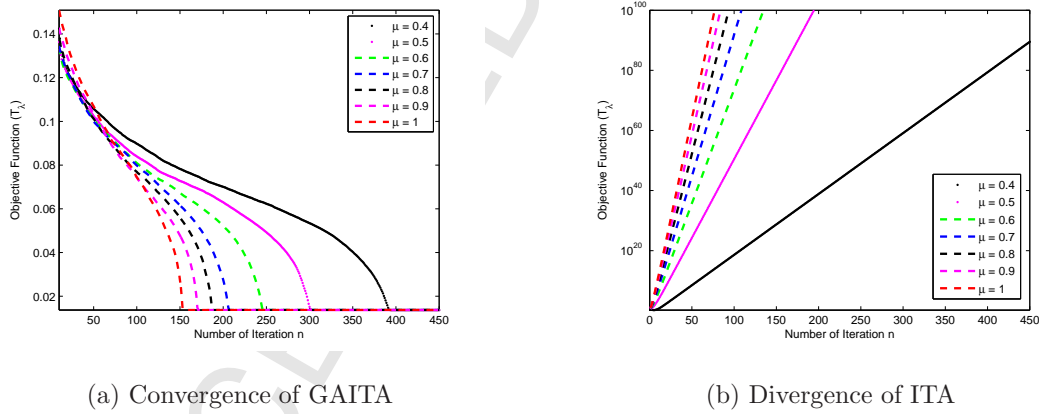 0.14
0.12
0.1
0.08
0.06
0.04
0.02
50 100 150 200 250 300 350 400 450
Objective Function (Tλ)
Number of Iteration n
μ = 0.4
μ = 0.5
μ = 0.6
μ = 0.7
μ = 0.8
μ = 0.9
μ = 1
(a) Convergence of GAITA
10^100
10^80
10^60
10^40
10^20
0 50 100 150 200 250 300 350 400 450
Objective Function (Tλ)
Number of Iteration n
μ = 0.4
μ = 0.5
μ = 0.6
μ = 0.7
μ = 0.8
μ = 0.9
μ = 1
(b) Divergence of ITA